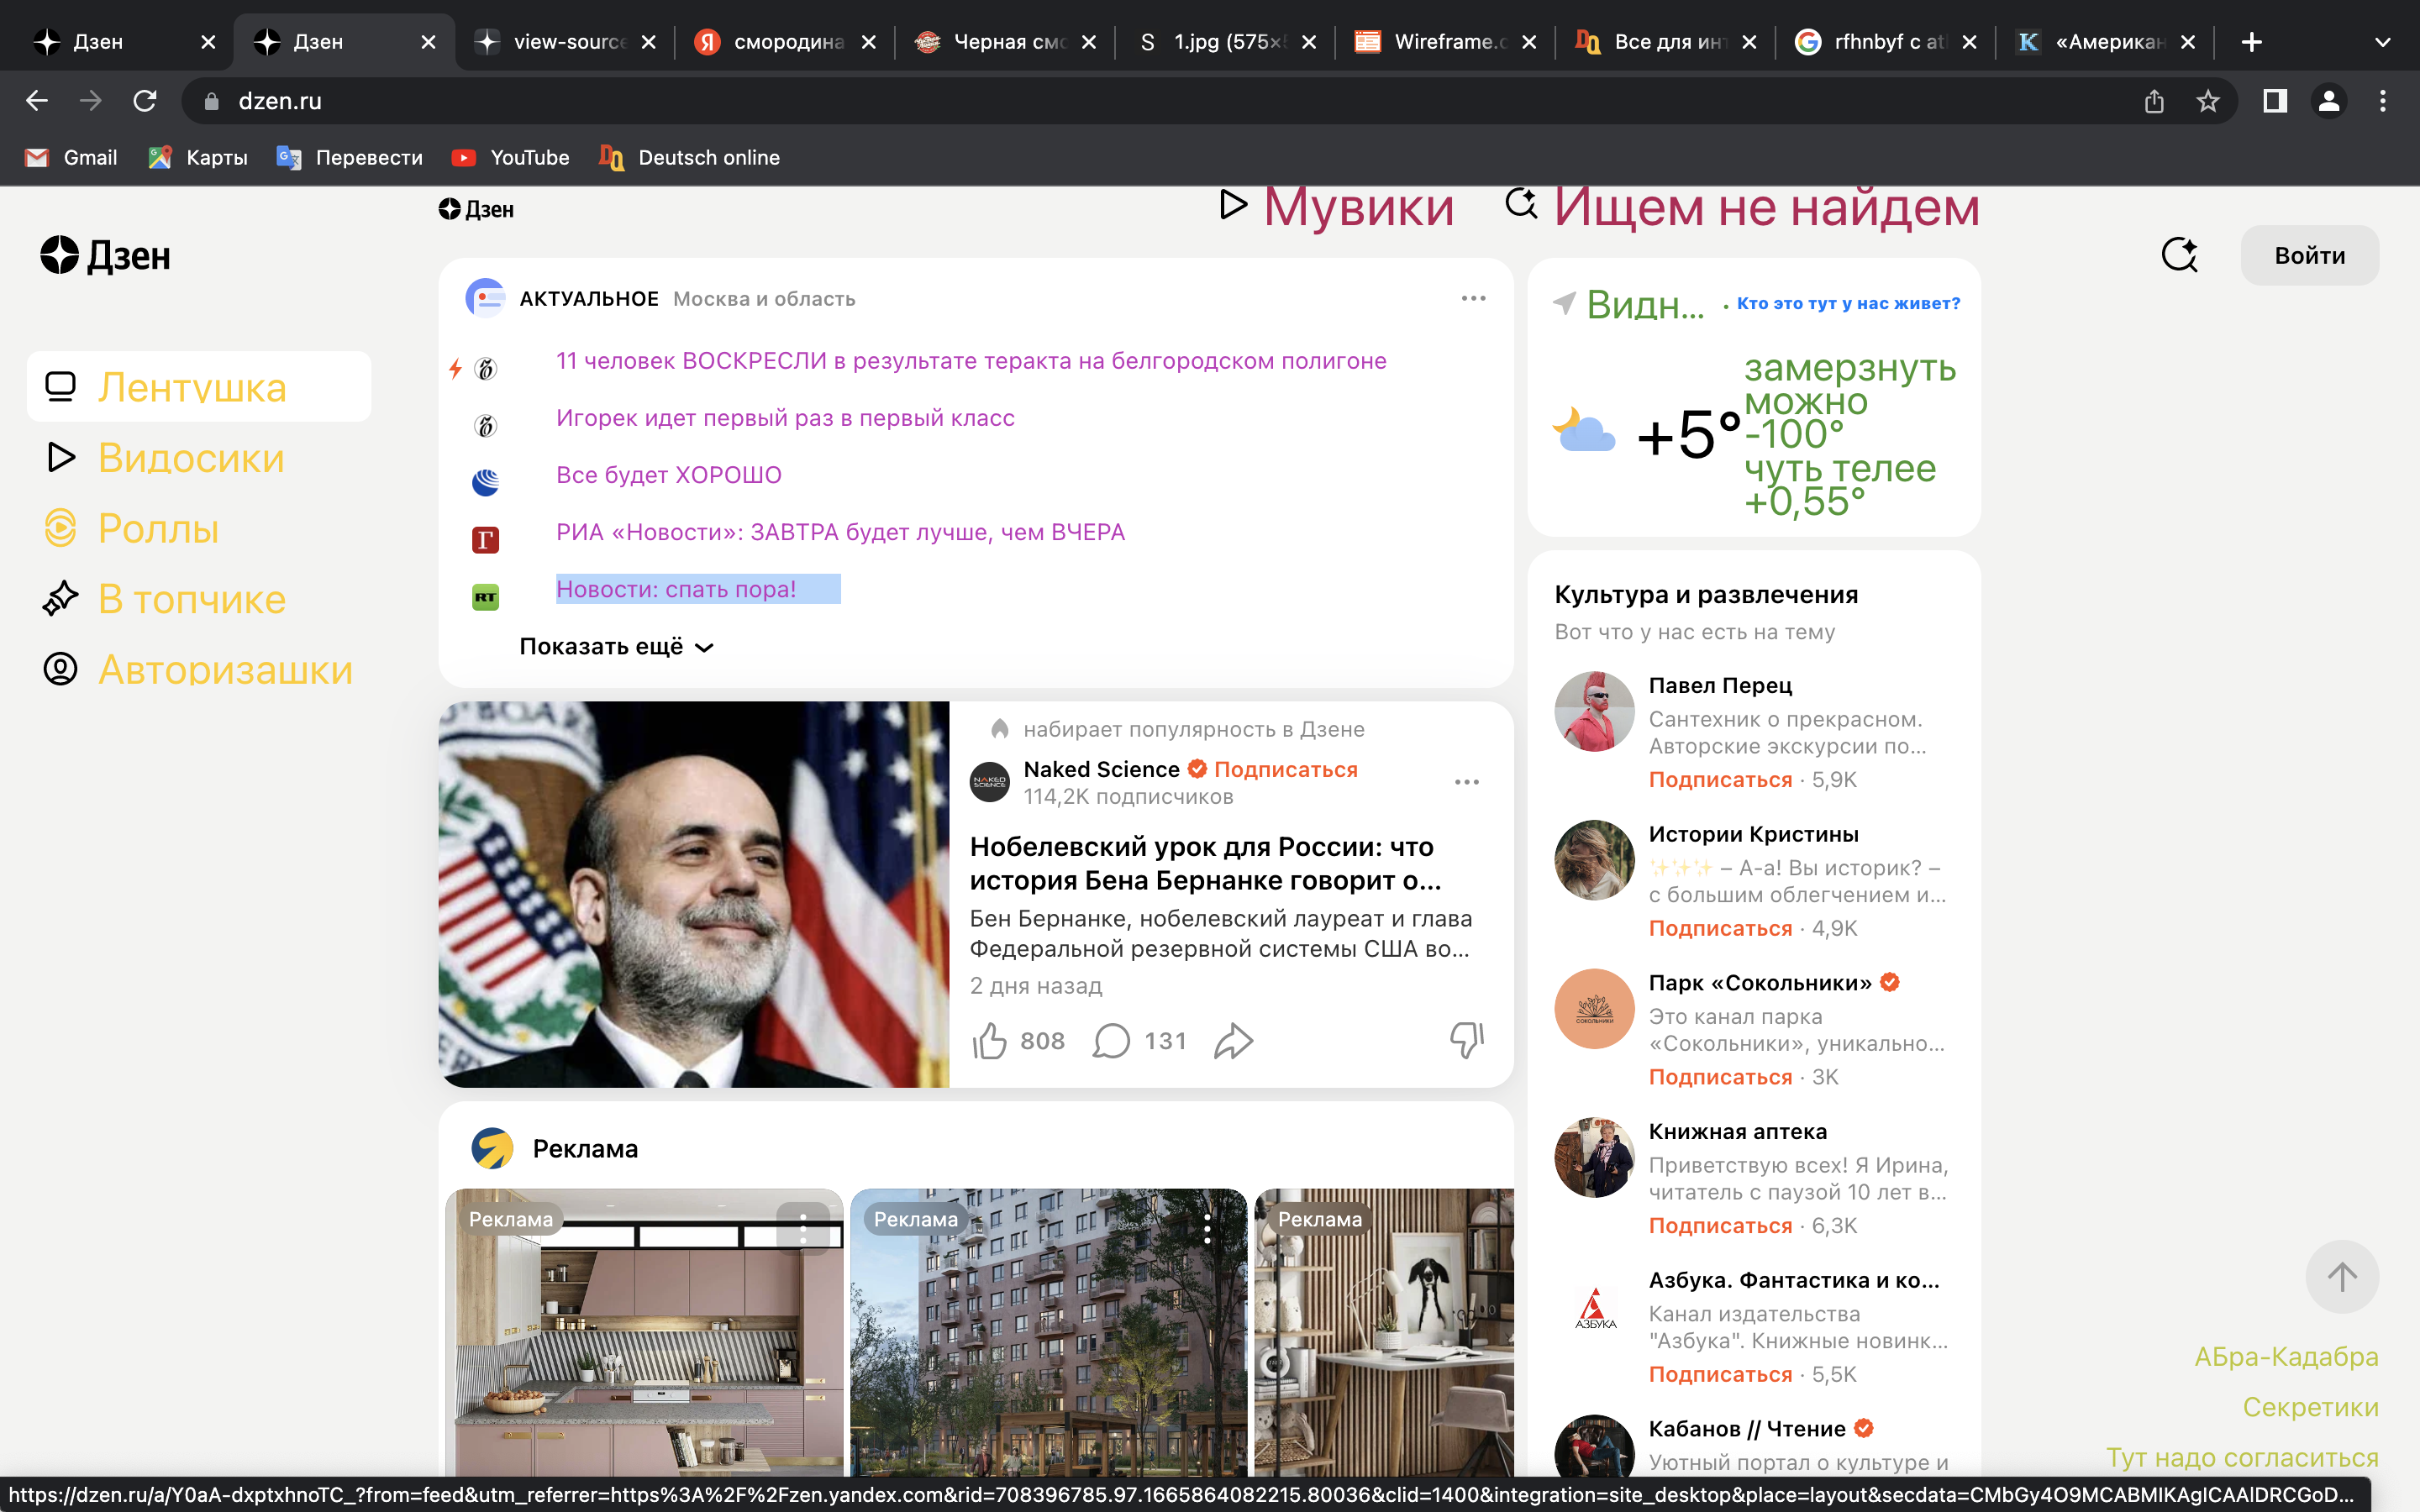 Дзен
Дзен
view-source
смородина
Черная смо
1.jpg (575×
Wireframe.c
Все для инт
rfhnbyf c atl
«Американ
dzen.ru
Gmail
Карты
Перевести
YouTube
Deutsch online
Дзен
Мувики
Ищем не найдем
Дзен
Войти
Лентушка
Видосики
Роллы
В топчике
Авторизашки
АКТУАЛЬНОЕ Москва и область
11 человек ВОСКРЕСЛИ в результате теракта на белгородском полигоне
Игорек идет первый раз в первый класс
Все будет ХОРОШО
РИА «Новости»: ЗАВТРА будет лучше, чем ВЧЕРА
Новости: спать пора!
RT
Показать ещё
Видн...
· Кто это тут у нас живет?
+5°
замерзнуть
можно
-100°
чуть телее
+0,55°
набирает популярность в Дзене
NAKED SCIENCE
Naked Science Подписаться
114,2K подписчиков
Нобелевский урок для России: что
история Бена Бернанке говорит о...
Бен Бернанке, нобелевский лауреат и глава
Федеральной резервной системы США во...
2 дня назад
808
131
Реклама
Реклама
Реклама
Реклама
Культура и развлечения
Вот что у нас есть на тему
Павел Перец
Сантехник о прекрасном.
Авторские экскурсии по...
Подписаться · 5,9K
Истории Кристины
✨✨✨ – А-а! Вы историк? –
с большим облегчением и...
Подписаться · 4,9K
Парк «Сокольники»
СОКОЛЬНИКИ
Это канал парка
«Сокольники», уникально...
Подписаться · 3K
Книжная аптека
Приветствую всех! Я Ирина,
читатель с паузой 10 лет в...
Подписаться · 6,3K
Азбука. Фантастика и ко...
АЗБУКА
Канал издательства
"Азбука". Книжные новинк...
Подписаться · 5,5K
Кабанов // Чтение
Уютный портал о культуре и
АБра-Кадабра
Секретики
Тут надо согласиться
https://dzen.ru/a/Y0aA-dxptxhnoTC_?from=feed&utm_referrer=https%3A%2F%2Fzen.yandex.com&rid=708396785.97.1665864082215.80036&clid=1400&integration=site_desktop&place=layout&secdata=CMbGy4O9MCABMIKAgICAAlDRCGoD...